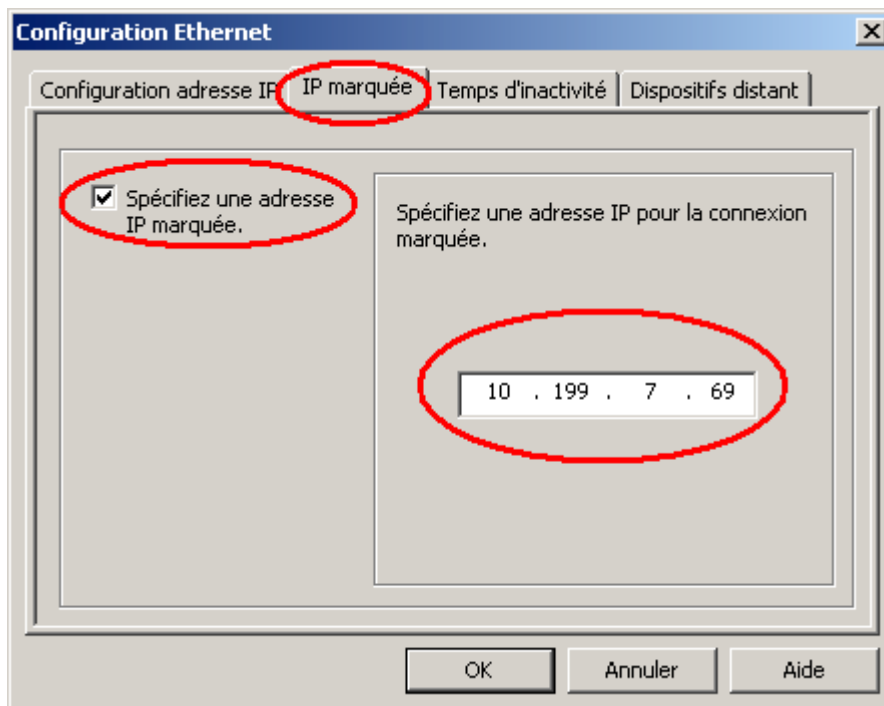 Configuration Ethernet
Configuration adresse IP IP marquée Temps d'inactivité Dispositifs distant
Spécifiez une adresse
IP marquée.
Spécifiez une adresse IP pour la connexion
marquée.
10 . 199 . 7 . 69
OK Annuler Aide